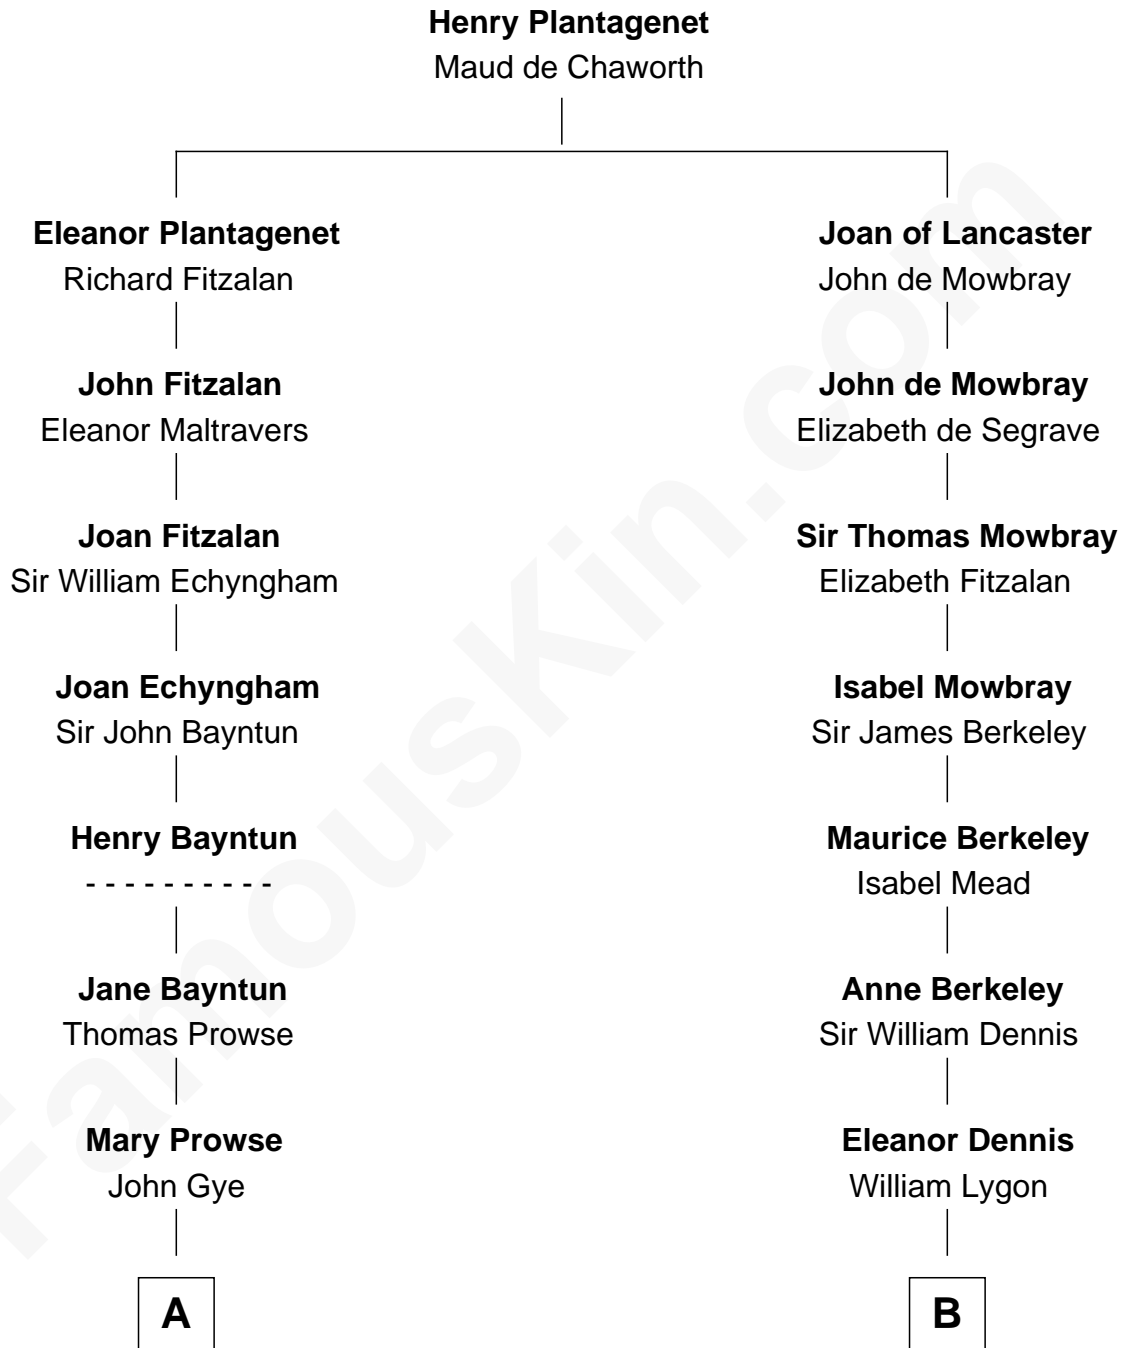 Henry Plantagenet
Maud de Chaworth
Eleanor Plantagenet
Richard Fitzalan
Joan of Lancaster
John de Mowbray
John Fitzalan
Eleanor Maltravers
John de Mowbray
Elizabeth de Segrave
Joan Fitzalan
Sir William Echyngham
Sir Thomas Mowbray
Elizabeth Fitzalan
Joan Echyngham
Sir John Bayntun
Isabel Mowbray
Sir James Berkeley
Henry Bayntun
- - - - - - - - - -
Maurice Berkeley
Isabel Mead
Jane Bayntun
Thomas Prowse
Anne Berkeley
Sir William Dennis
Mary Prowse
John Gye
Eleanor Dennis
William Lygon
A
B
FamousKin.com